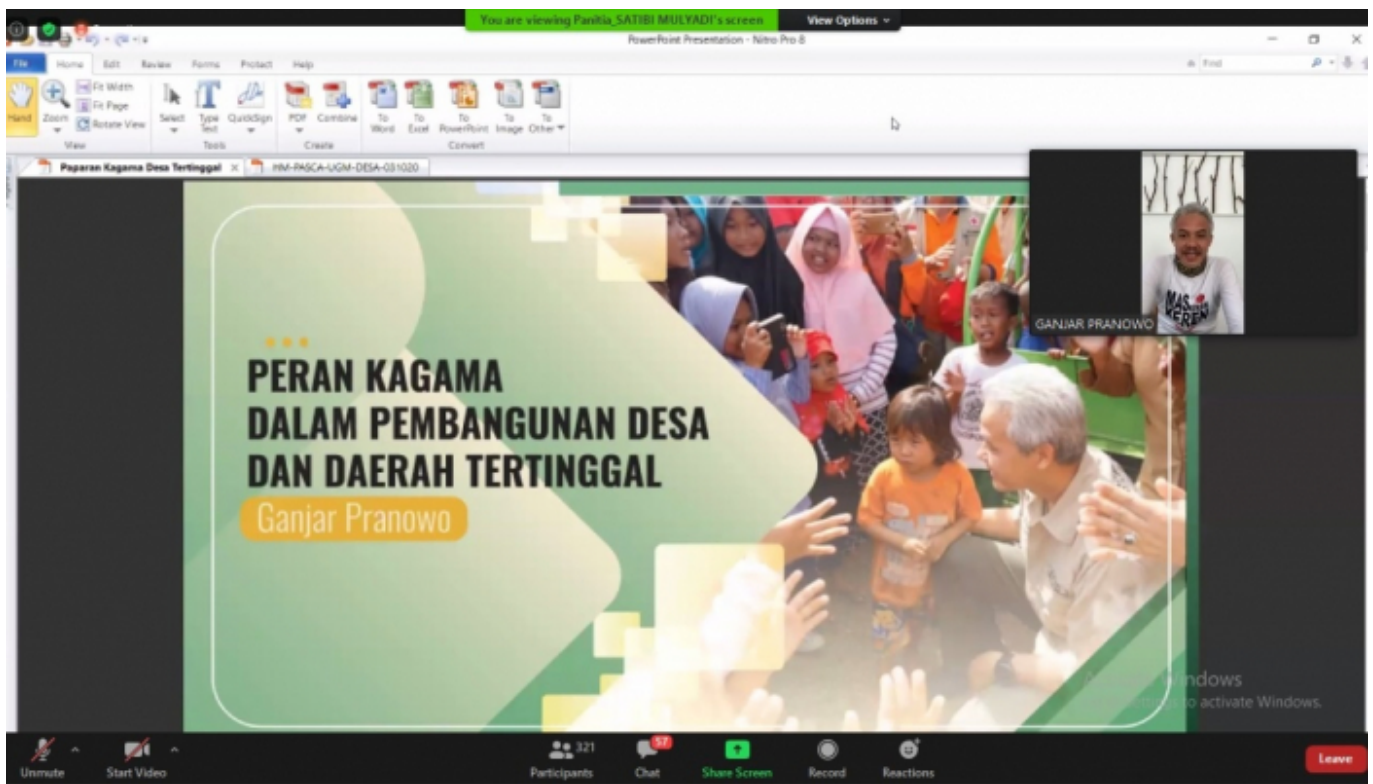 You are viewing Panitia_SATIBI MULYADI's screen
View Options
PowerPoint Presentation - Nitro Pro 8
File Home Edit Review Forms Protect Help
Find
Hand
Zoom
Fit Width
Fit Page
Rotate View
Select
Type Text
QuickSign
PDF
Combine
To Word
To Excel
To PowerPoint
To Image
To Other
View
Tools
Create
Convert
Paparan Kagama Desa Tertinggal
HM-PASCA-UGM-DESA-031020
MAS
GANJAR PRANOWO
PERAN KAGAMA
DALAM PEMBANGUNAN DESA
DAN DAERAH TERTINGGAL
Ganjar Pranowo
Windows
to activate Windows.
Unmute
Start Video
321
Participants
57
Chat
Share Screen
Record
Reactions
Leave